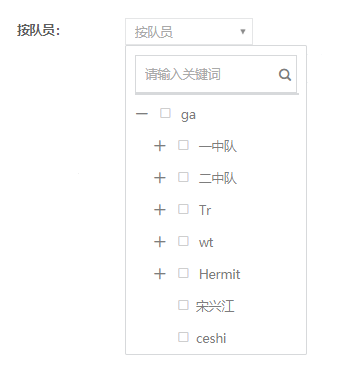 按队员： 按队员
请输入关键词
ga
一中队
二中队
Tr
wt
Hermit
宋兴江
ceshi